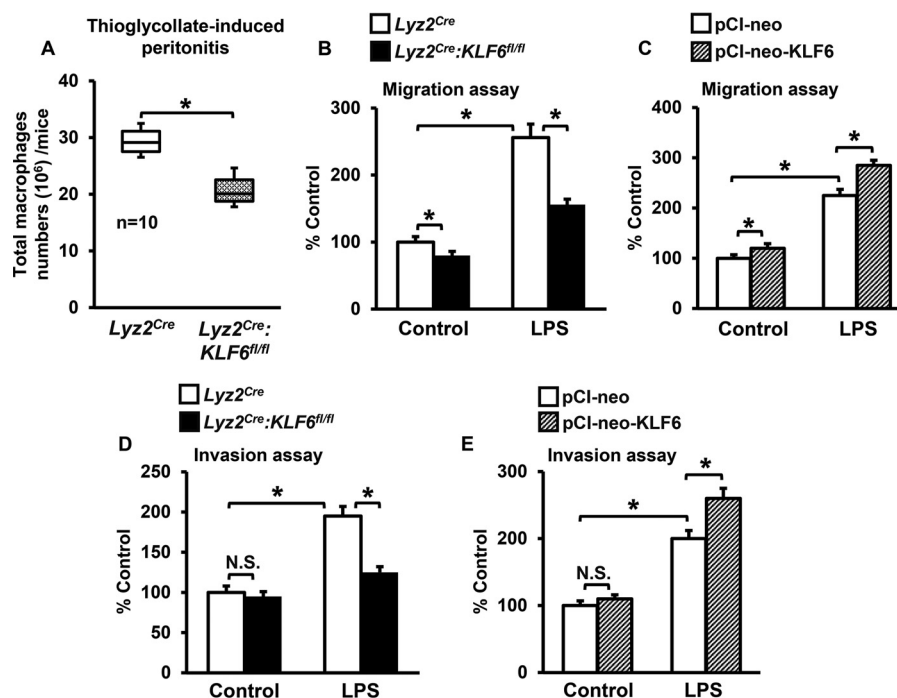 A
Thioglycollate-induced
peritonitis
Total macrophages
numbers (10⁶) /mice
40
30
20
10
0
*
n=10
Lyz2ᶜʳᵉ
Lyz2ᶜʳᵉ:
KLF6ᶠˡ/ᶠˡ
B
Lyz2ᶜʳᵉ
Lyz2ᶜʳᵉ:KLF6ᶠˡ/ᶠˡ
Migration assay
% Control
300
200
100
0
*
*
*
Control
LPS
C
pCI-neo
pCI-neo-KLF6
Migration assay
% Control
400
300
200
100
0
*
*
*
Control
LPS
D
Lyz2ᶜʳᵉ
Lyz2ᶜʳᵉ:KLF6ᶠˡ/ᶠˡ
Invasion assay
% Control
250
200
150
100
50
0
N.S.
*
*
Control
LPS
E
pCI-neo
pCI-neo-KLF6
Invasion assay
% Control
300
200
100
0
N.S.
*
*
Control
LPS